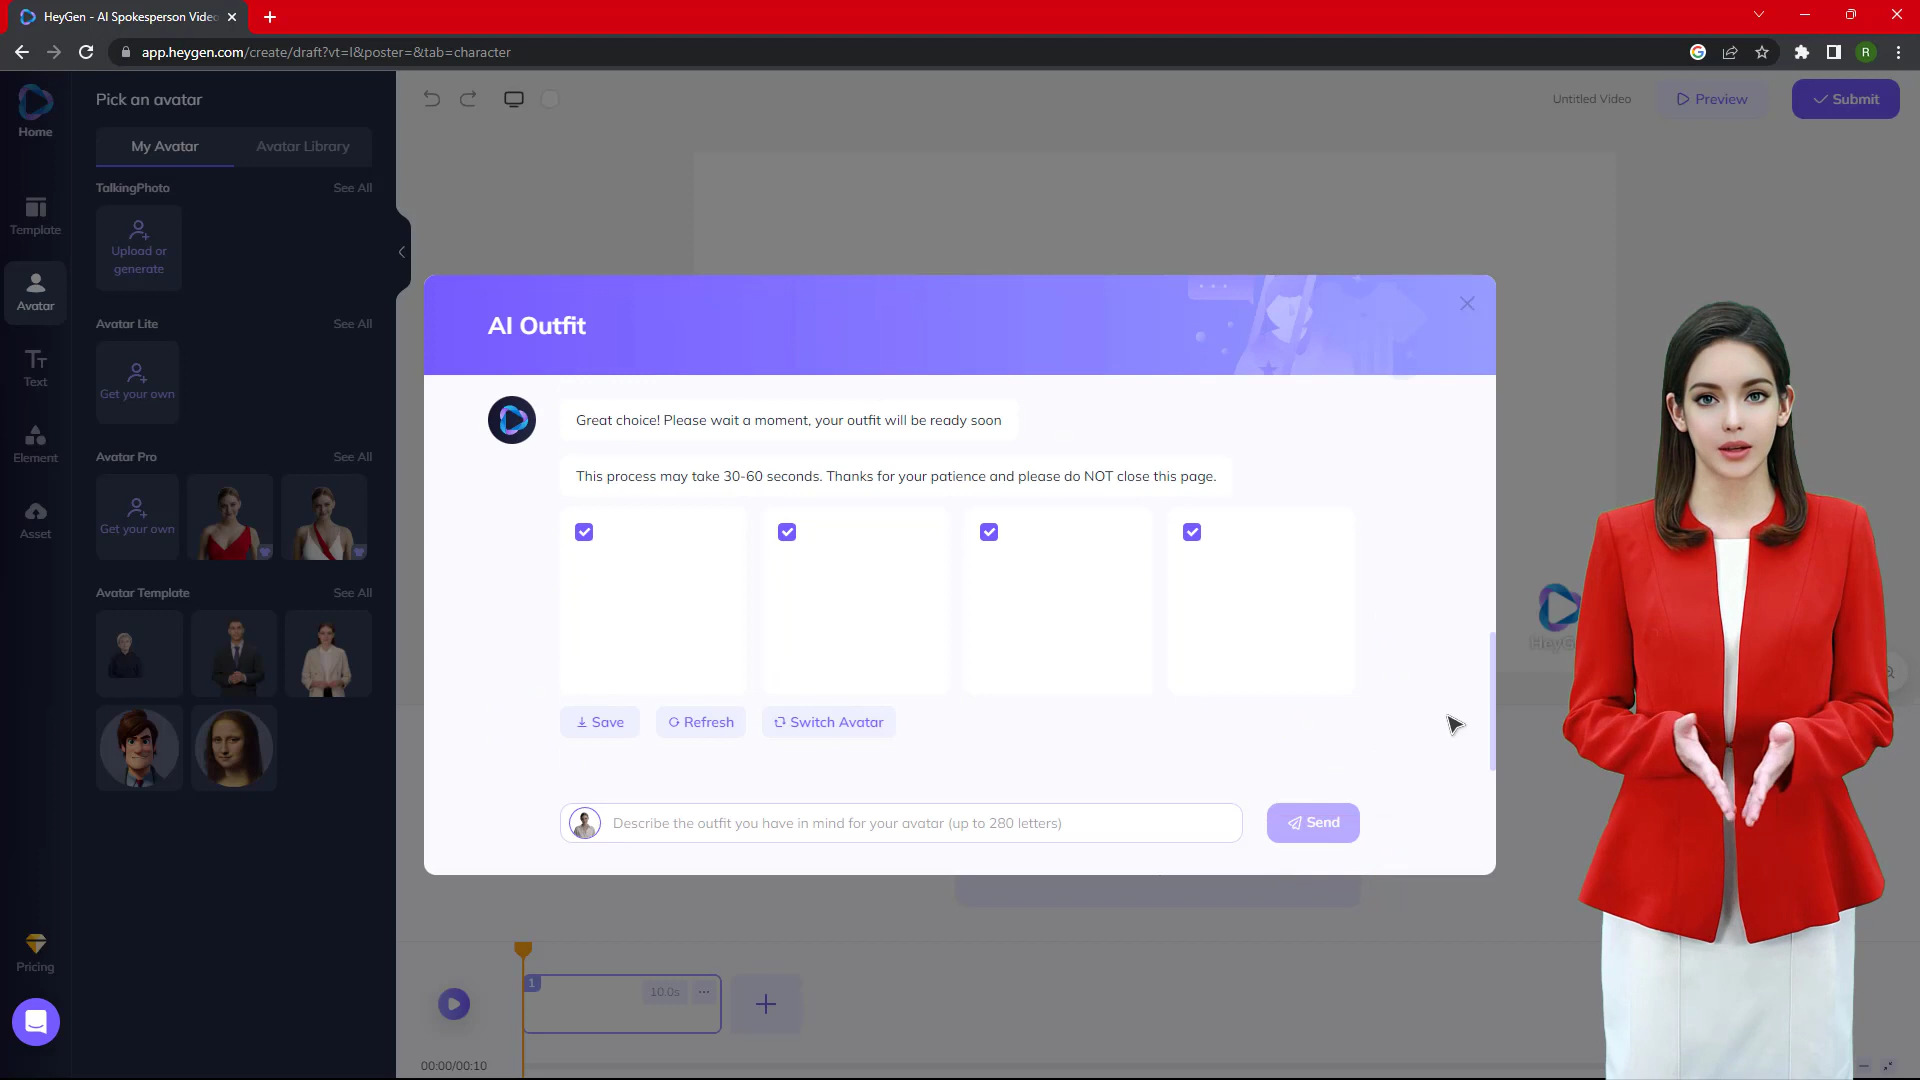 HeyGen - AI Spokesperson Video
app.heygen.com/create/draft?vt=l&poster=&tab=character
R
Home
Template
Avatar
Text
Element
Asset
Pricing
Pick an avatar
My Avatar
Avatar Library
TalkingPhoto
See All
Upload or
generate
Avatar Lite
See All
Get your own
Avatar Pro
See All
Get your own
Avatar Template
See All
Untitled Video
Preview
Submit
AI Outfit
Great choice! Please wait a moment, your outfit will be ready soon
This process may take 30-60 seconds. Thanks for your patience and please do NOT close this page.
Save
Refresh
Switch Avatar
Describe the outfit you have in mind for your avatar (up to 280 letters)
Send
1
10.0s
00:00/00:10